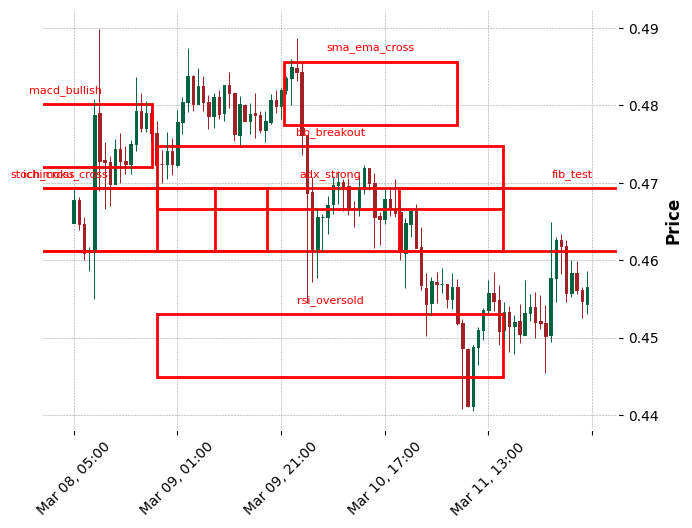 0.49
sma_ema_cross
macd_bullish
0.48
bb_breakout
stoch_cross
adx_strong
fib_test
0.47
Price
0.46
rsi_oversold
0.45
0.44
Mar 08, 05:00
Mar 09, 01:00
Mar 09, 21:00
Mar 10, 17:00
Mar 11, 13:00